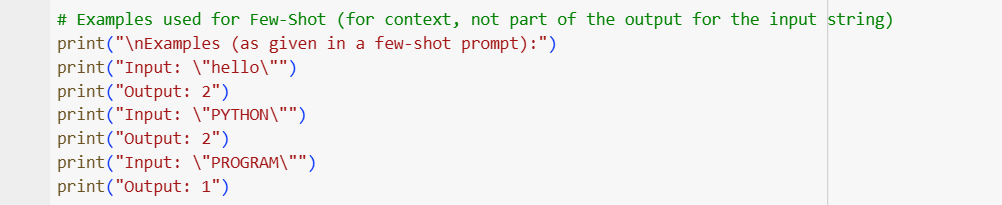 # Examples used for Few-Shot (for context, not part of the output for the input string)
print("\nExamples (as given in a few-shot prompt):")
print("Input: \"hello\"")
print("Output: 2")
print("Input: \"PYTHON\"")
print("Output: 2")
print("Input: \"PROGRAM\"")
print("Output: 1")